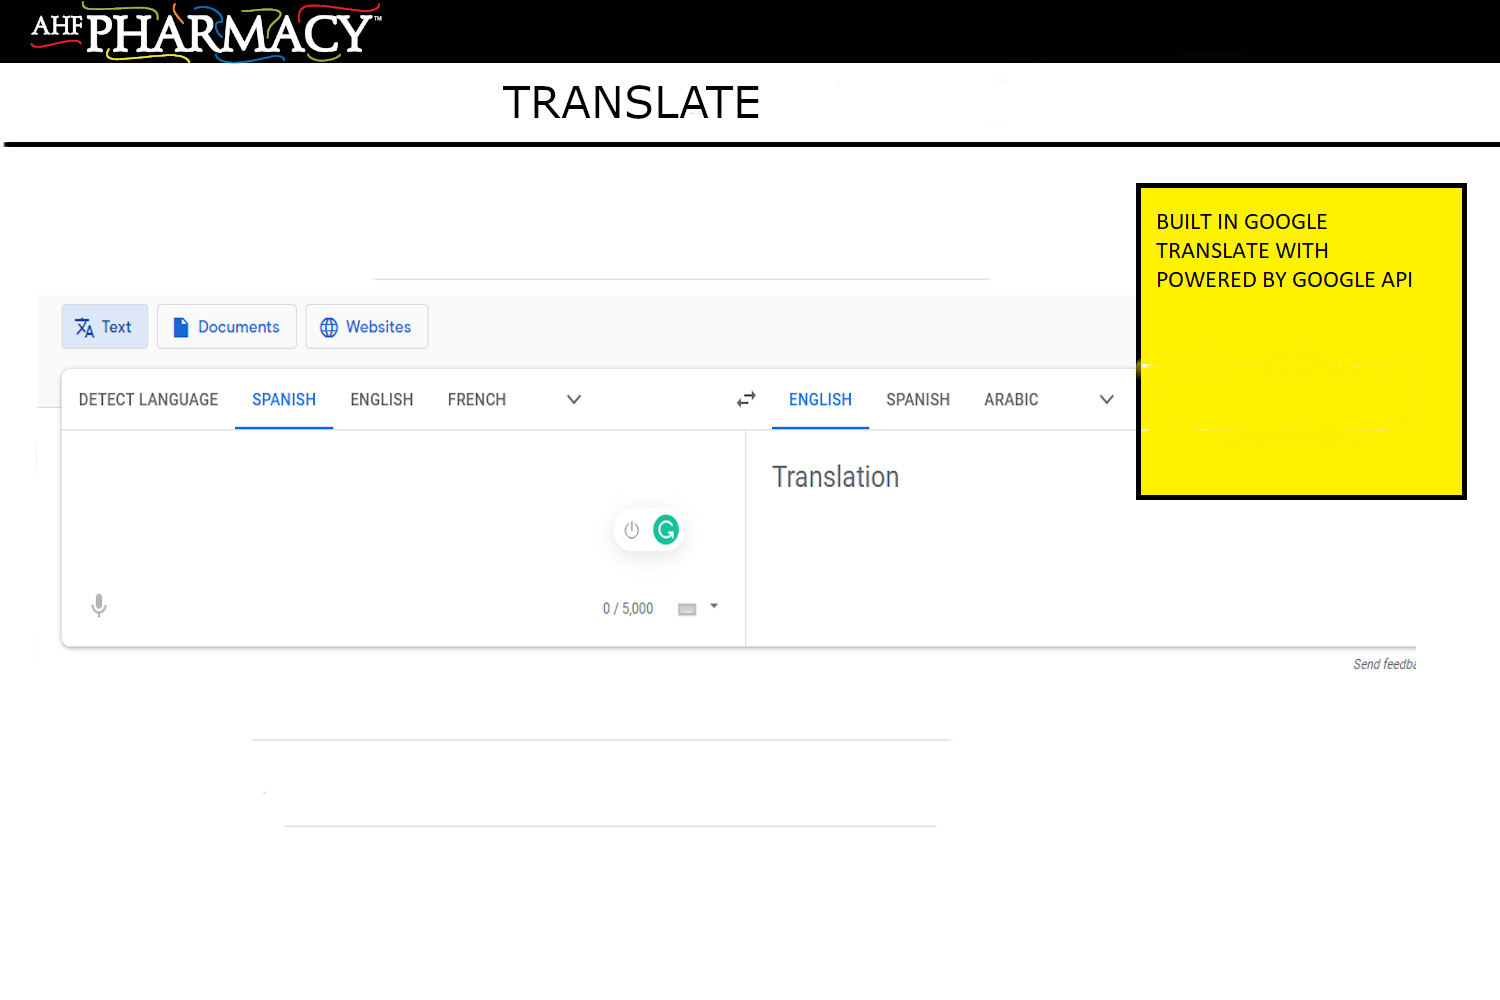 AHF PHARMACY™
TRANSLATE
BUILT IN GOOGLE
TRANSLATE WITH
POWERED BY GOOGLE API
Text Documents Websites
DETECT LANGUAGE SPANISH ENGLISH FRENCH ENGLISH SPANISH ARABIC
Translation
0 / 5,000
Send feedba